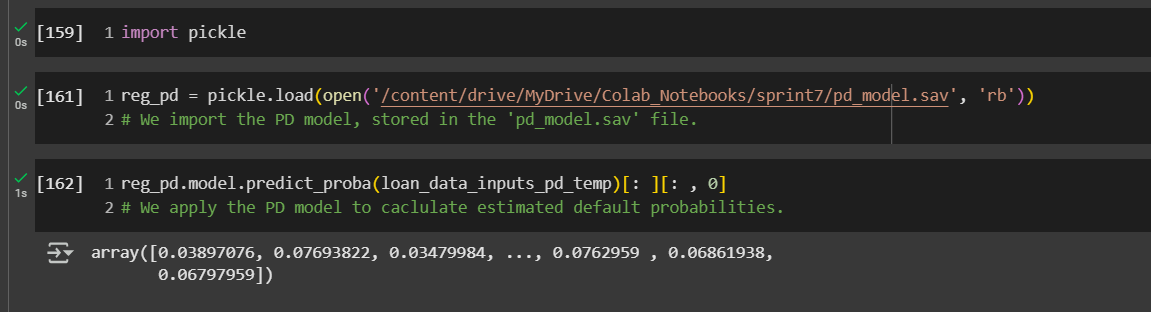 [159] 1 import pickle
0s
[161] 1 reg_pd = pickle.load(open('/content/drive/MyDrive/Colab_Notebooks/sprint7/pd_model.sav', 'rb'))
0s 2 # We import the PD model, stored in the 'pd_model.sav' file.
[162] 1 reg_pd.model.predict_proba(loan_data_inputs_pd_temp)[: ][: , 0]
1s 2 # We apply the PD model to caclulate estimated default probabilities.
array([0.03897076, 0.07693822, 0.03479984, ..., 0.0762959 , 0.06861938,
0.06797959])